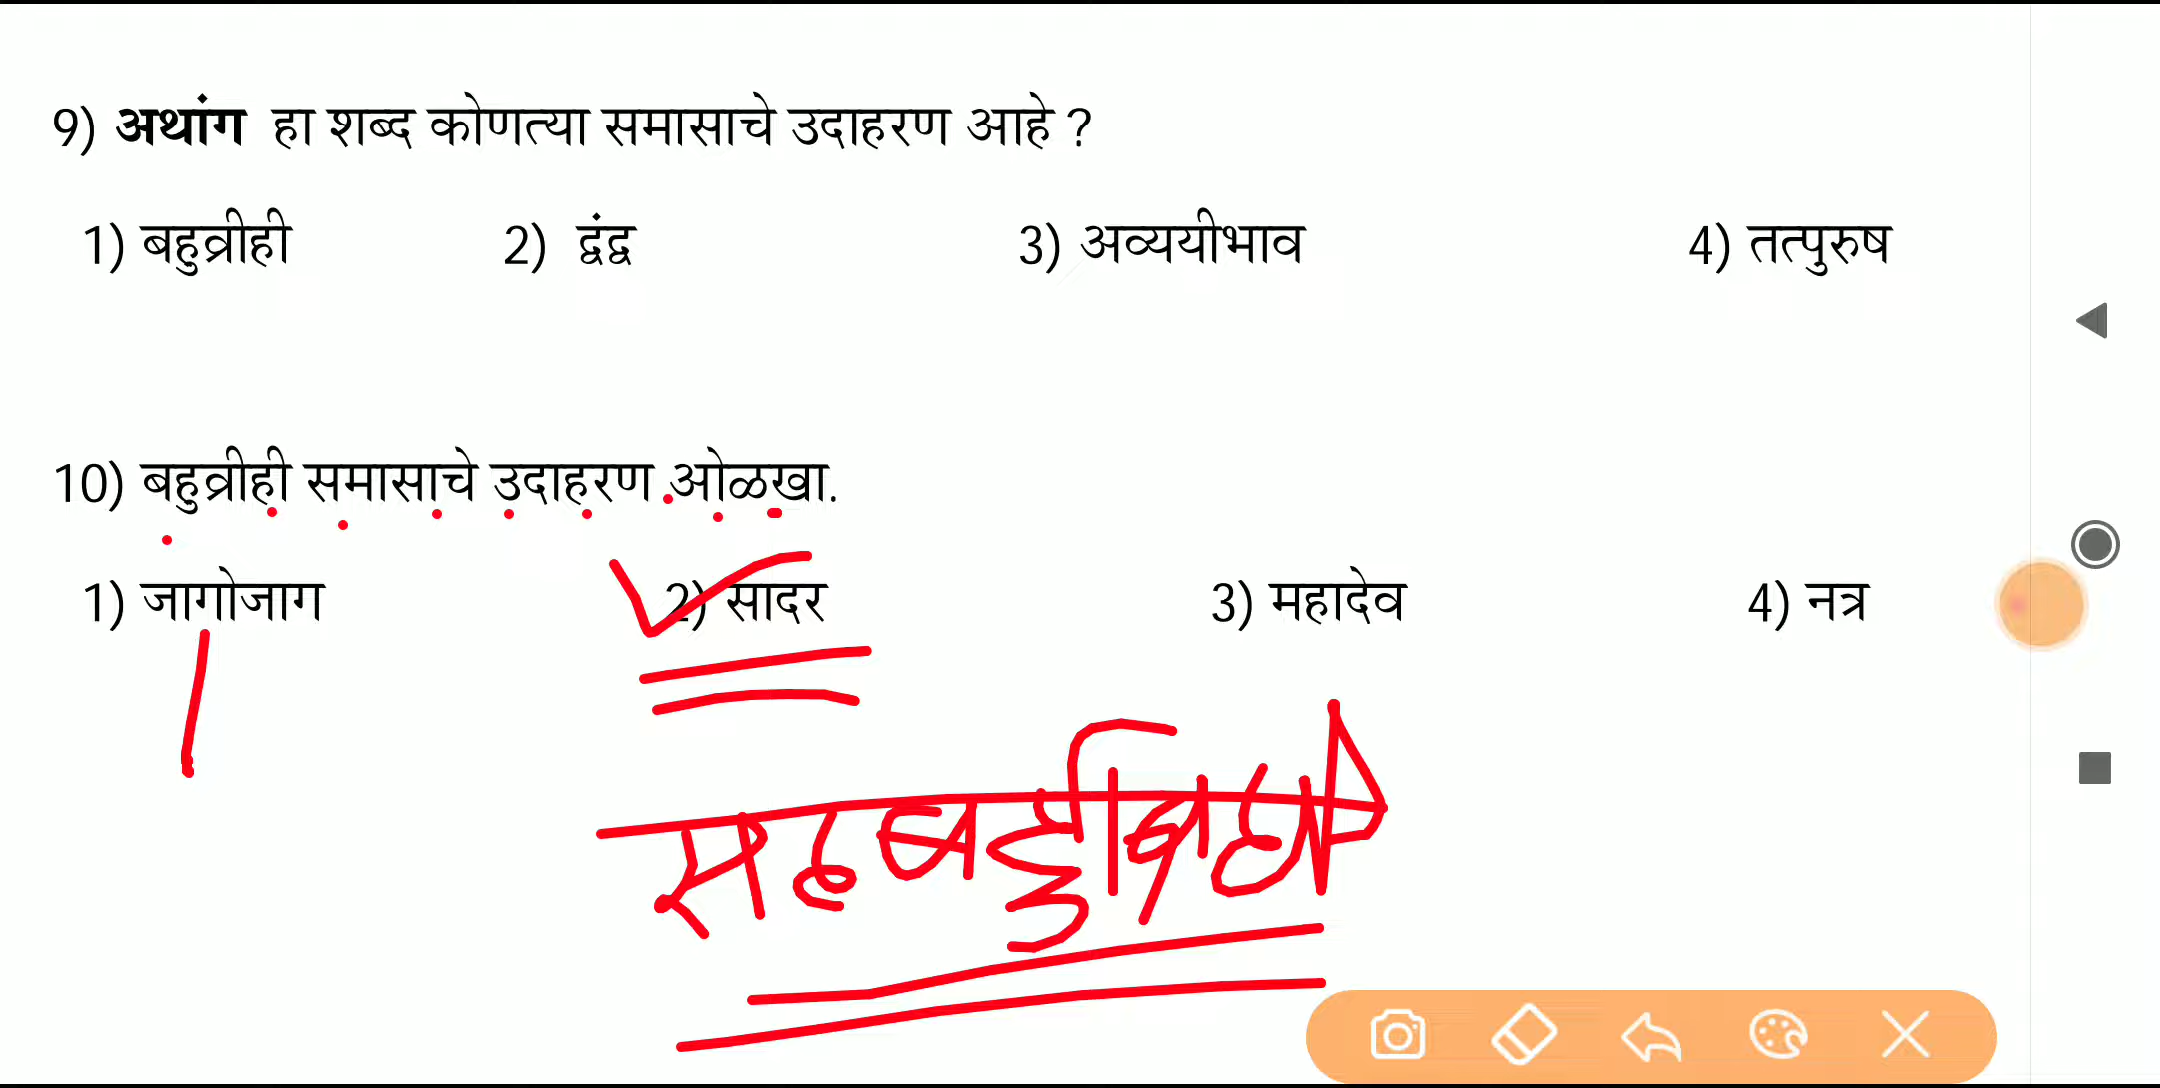 9) अथांग हा शब्द कोणत्या समासाचे उदाहरण आहे ?
1) बहुव्रीही 2) द्वंद्व 3) अव्ययीभाव 4) तत्पुरुष
10) बहुव्रीही समासाचे उदाहरण ओळखा.
1) जागोजाग 2) सादर 3) महादेव 4) नत्र